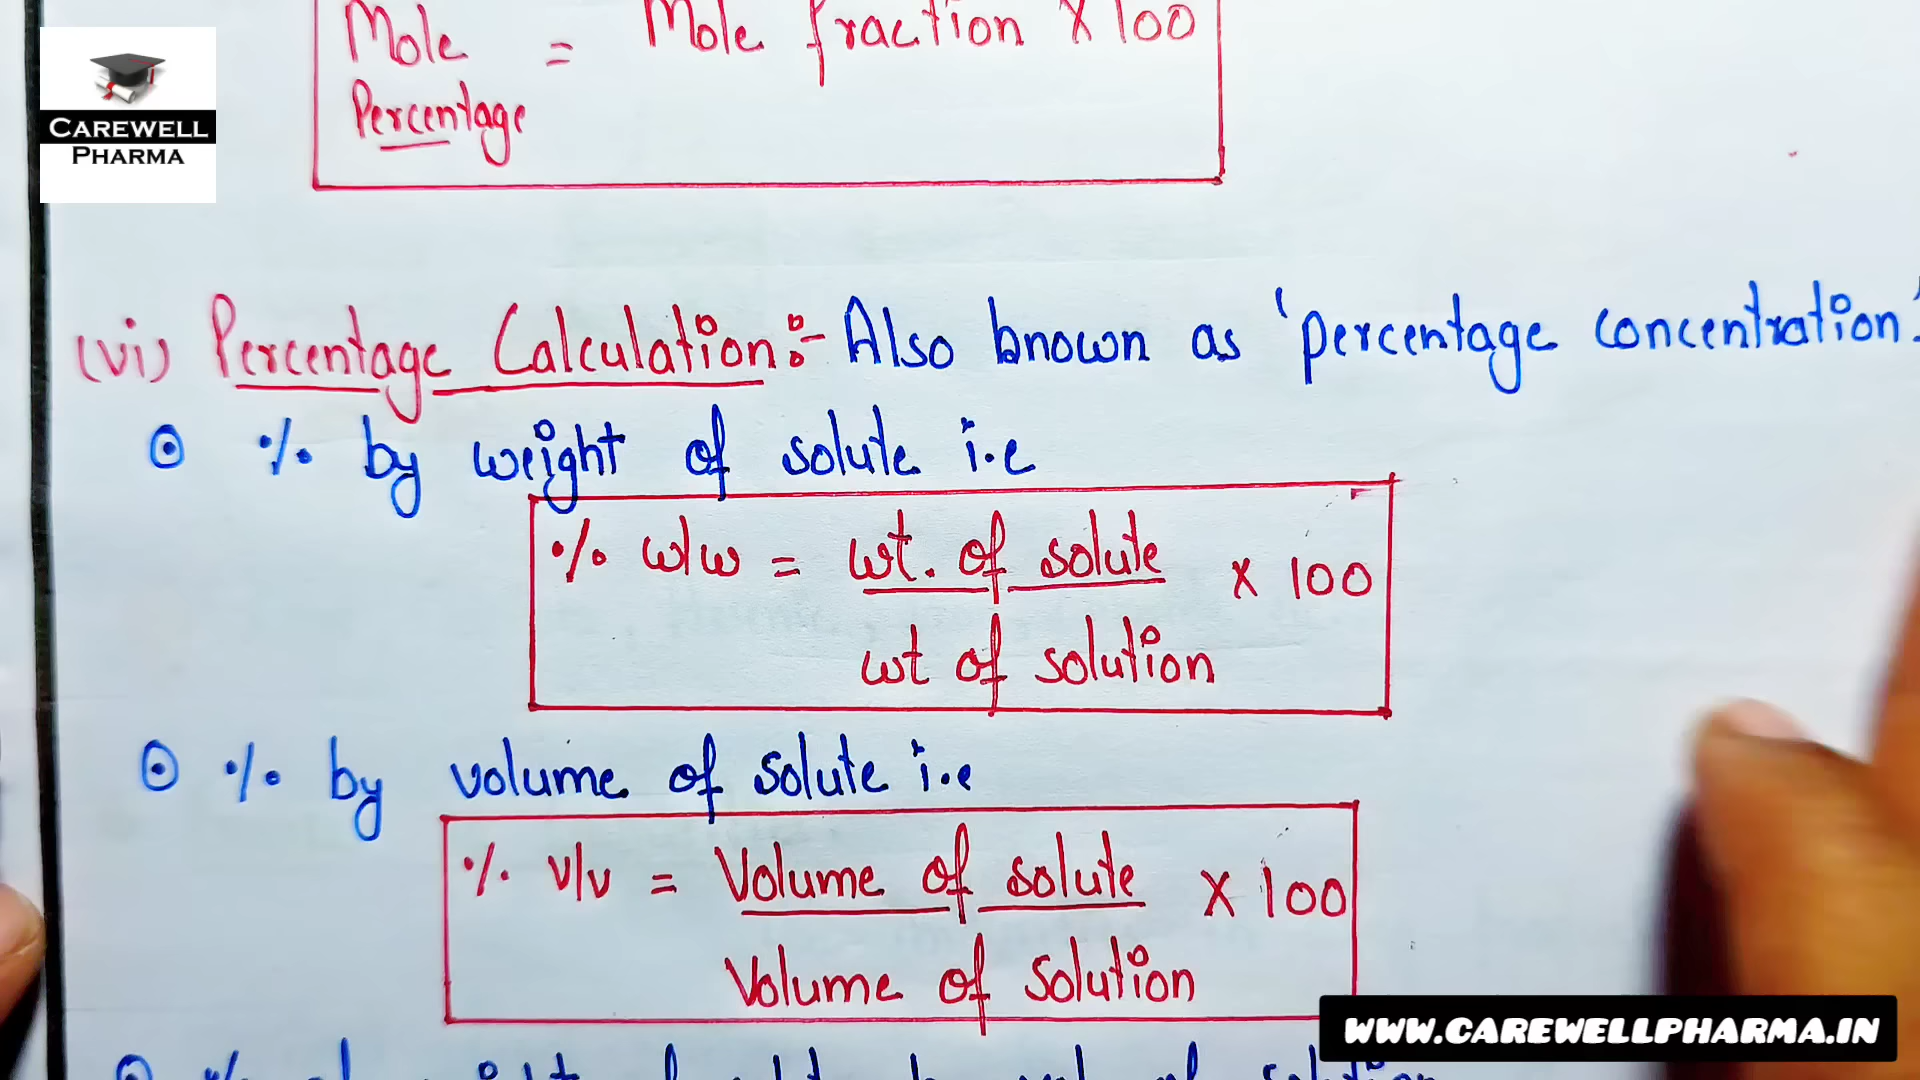 CAREWELL
PHARMA
Mole = Mole fraction X 100
Percentage
(vi) Percentage Calculation:- Also known as 'percentage concentration'
⊙ % by weight of solute i.e
% w/w = wt. of solute X 100
wt of solution
⊙ % by volume of solute i.e
% v/v = Volume of solute X 100
Volume of solution
of solution
WWW.CAREWELLPHARMA.IN